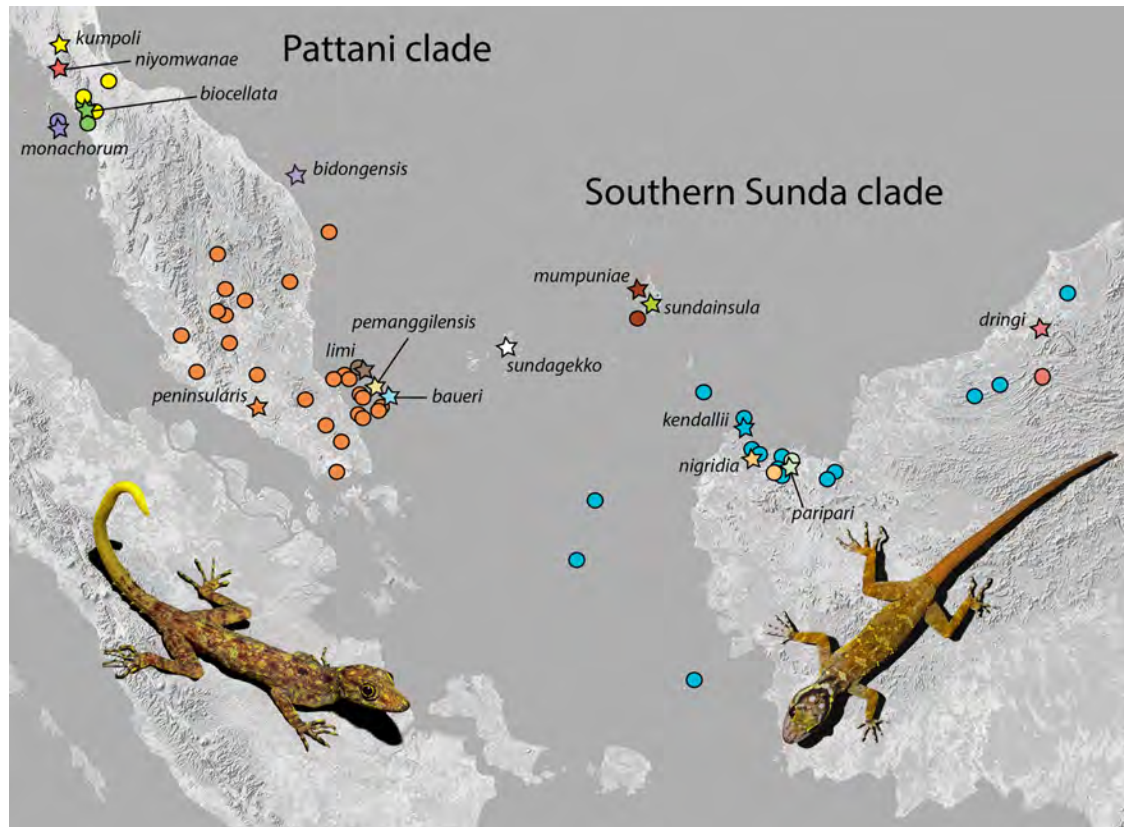 kumpoli
Pattani clade
niyomwanae
biocellata
monachorum
bidongensis
Southern Sunda clade
mumpuniae
sundainsula
pemanggilensis
dringi
limi
sundagekko
peninsularis
baueri
kendallii
nigridia
paripari